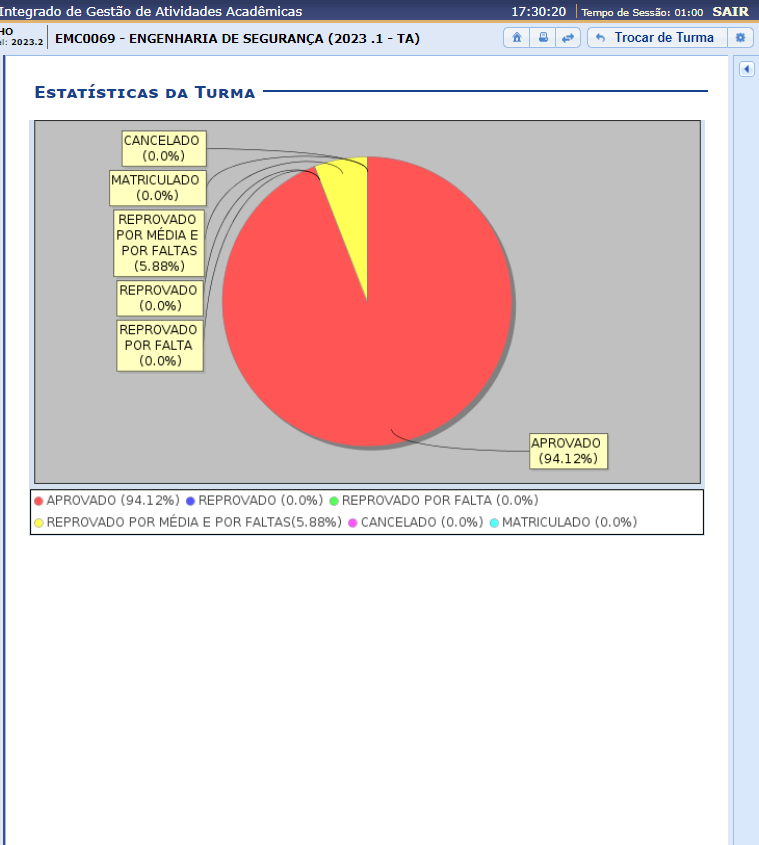 Integrado de Gestão de Atividades Acadêmicas 17:30:20 Tempo de Sessão: 01:00 SAIR
HO
el: 2023.2 EMC0069 - ENGENHARIA DE SEGURANÇA (2023 .1 - TA) Trocar de Turma
Estatísticas da Turma
CANCELADO
(0.0%)
MATRICULADO
(0.0%)
REPROVADO
POR MÉDIA E
POR FALTAS
(5.88%)
REPROVADO
(0.0%)
REPROVADO
POR FALTA
(0.0%)
APROVADO
(94.12%)
APROVADO (94.12%) REPROVADO (0.0%) REPROVADO POR FALTA (0.0%)
REPROVADO POR MÉDIA E POR FALTAS(5.88%) CANCELADO (0.0%) MATRICULADO (0.0%)